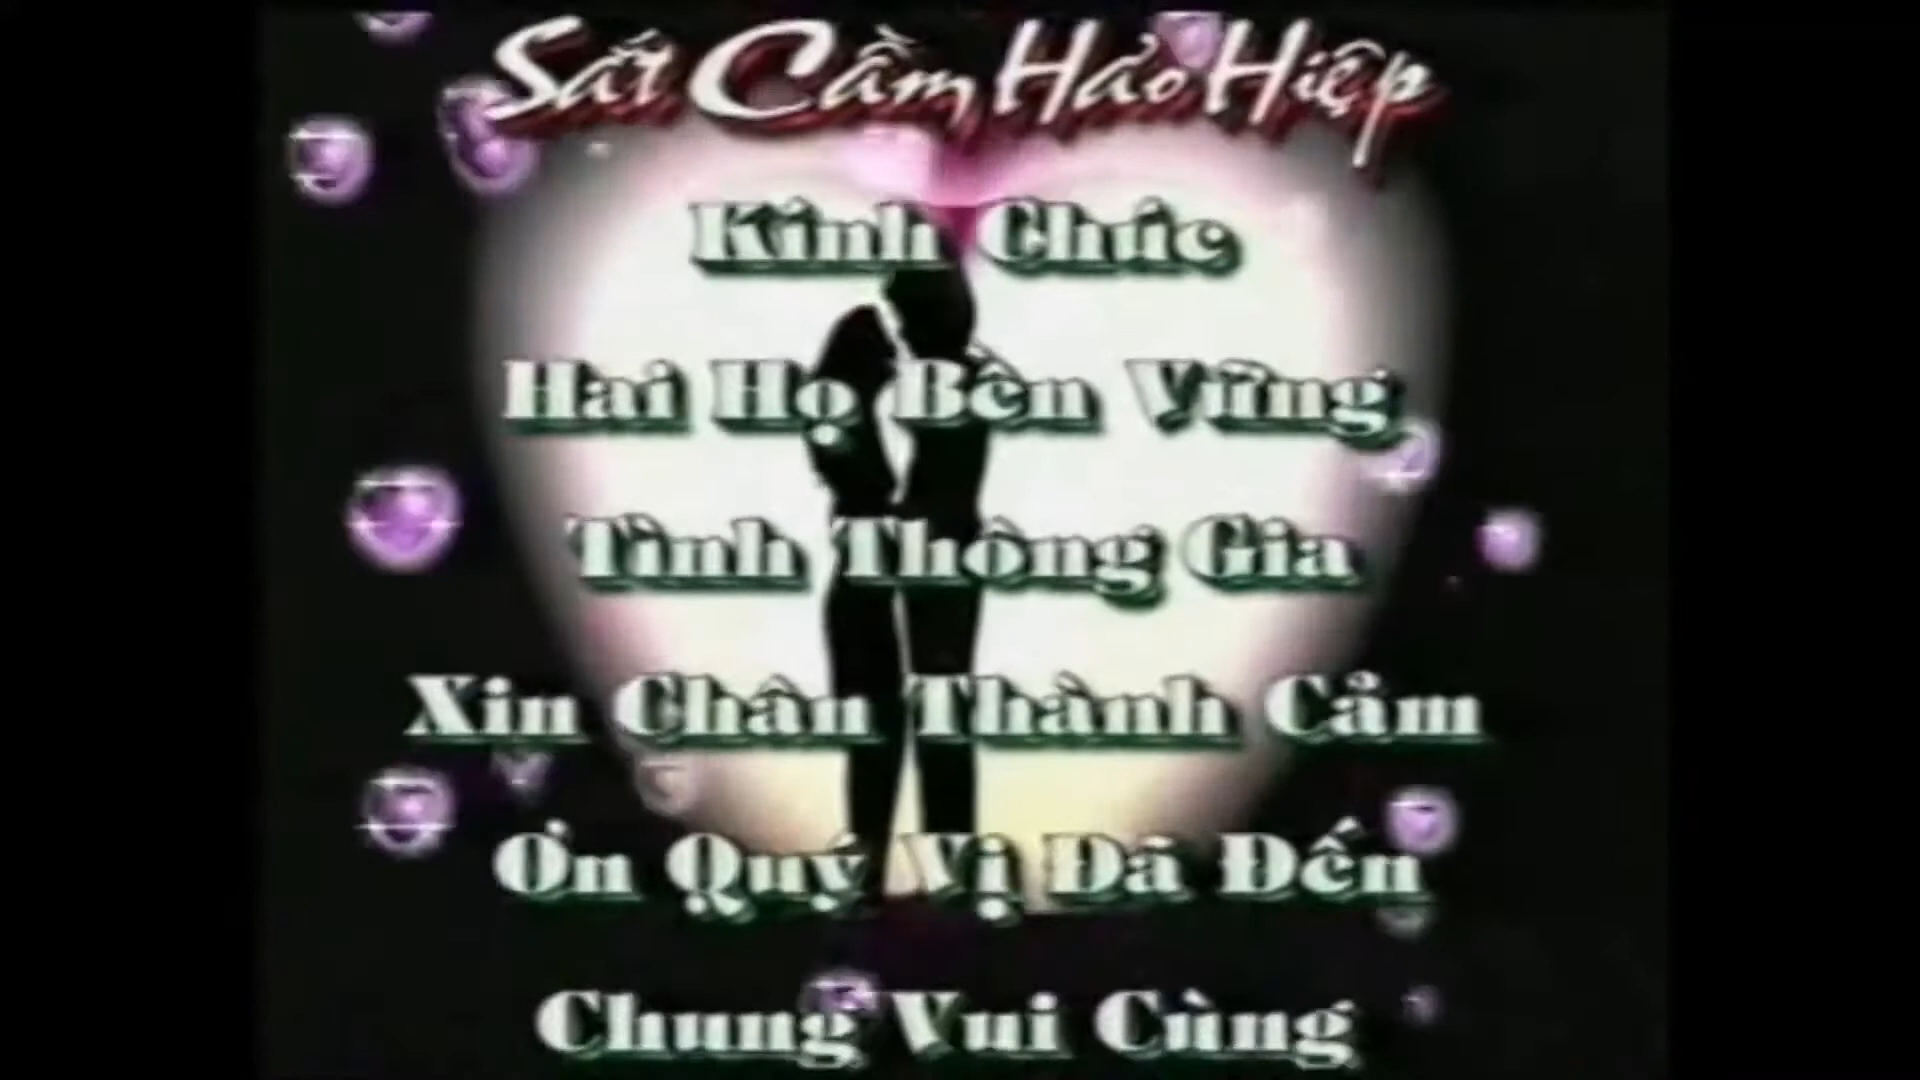 Sắt Cầm Hảo Hiệp
Kính Chúc
Hai Họ Bền Vững
Tình Thông Gia
Xin Chân Thành Cảm
Ơn Quý Vị Đã Đến
Chung Vui Cùng